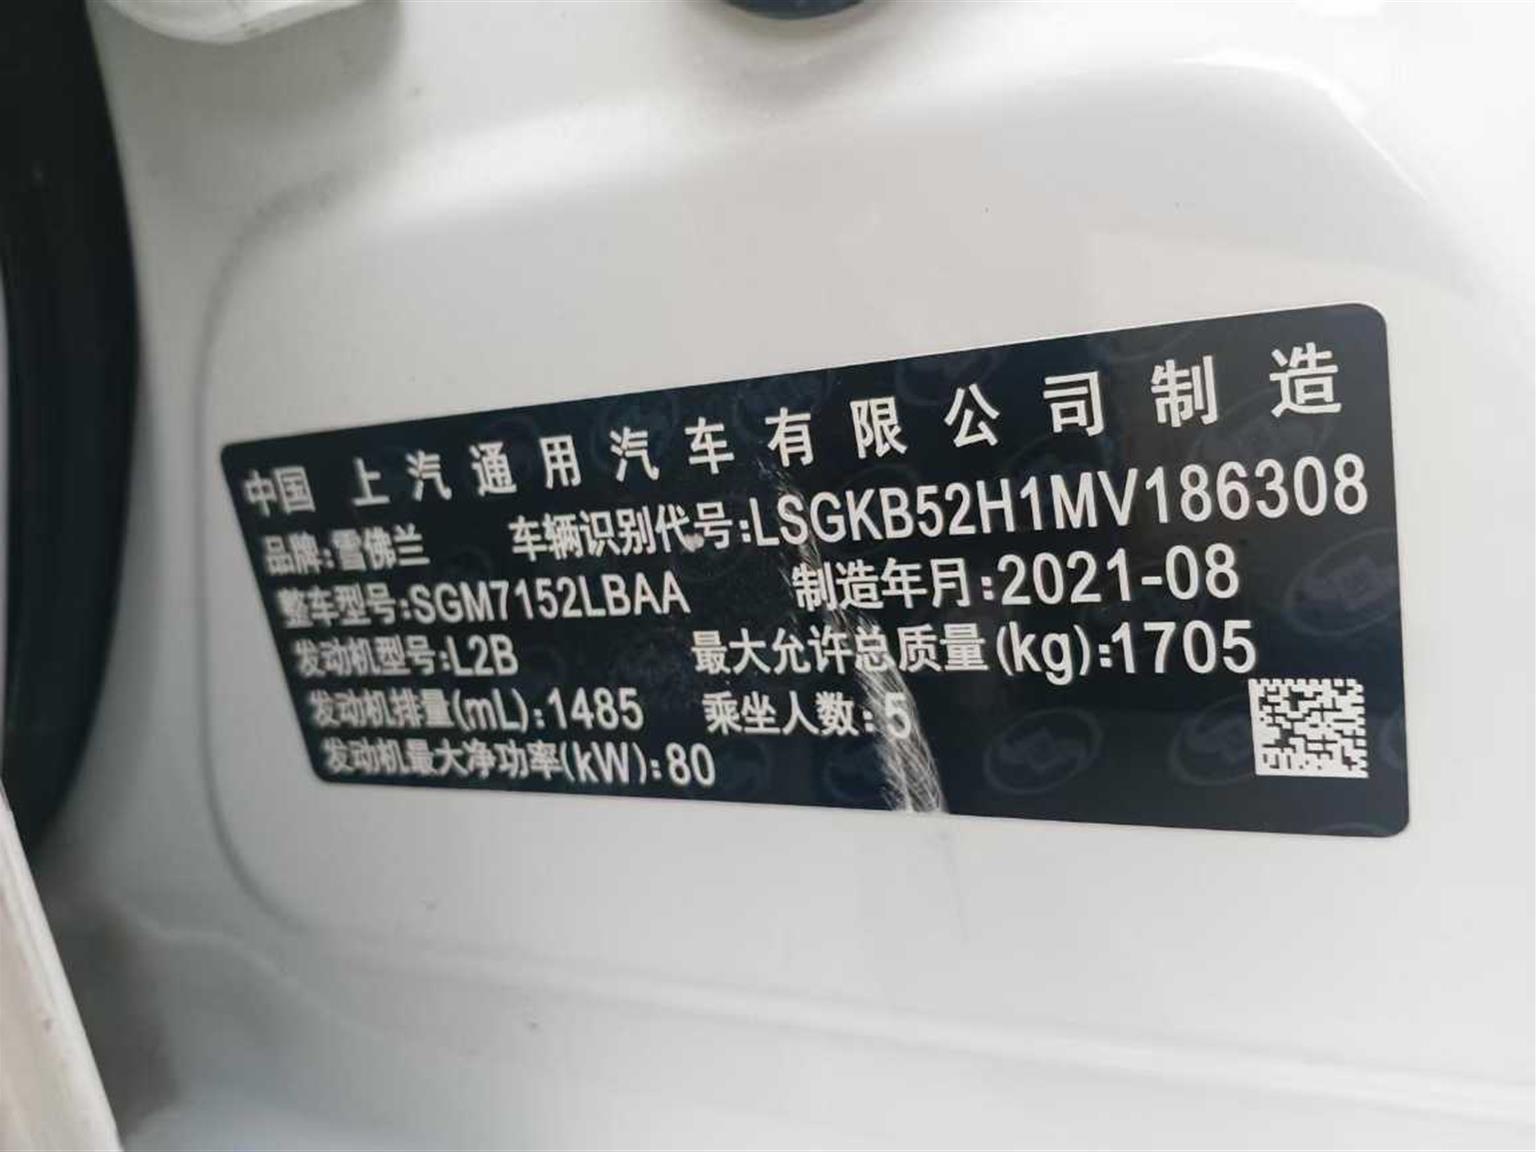 中国 上汽通用汽车有限公司制造
品牌:雪佛兰 车辆识别代号:LSGKB52H1MV186308
整车型号:SGM7152LBAA 制造年月:2021-08
发动机型号:L2B 最大允许总质量(kg):1705
发动机排量(mL):1485 乘坐人数:5
发动机最大净功率(kW):80